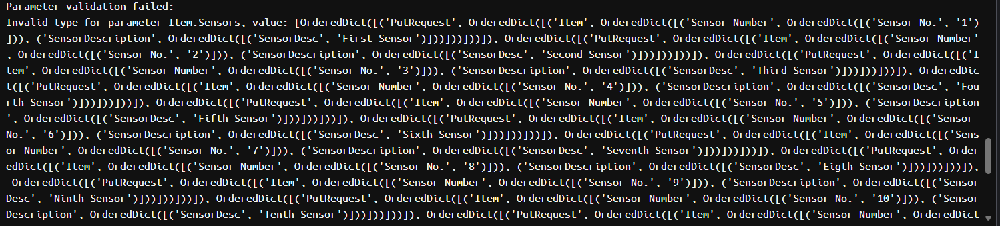 Parameter validation failed:
Invalid type for parameter Item.Sensors, value: [OrderedDict([('PutRequest', OrderedDict([('Item', OrderedDict([('Sensor Number', OrderedDict([('Sensor No.', '1')
])), ('SensorDescription', OrderedDict([('SensorDesc', 'First Sensor')]))]))]))]), OrderedDict([('PutRequest', OrderedDict([('Item', OrderedDict([('Sensor Number'
, OrderedDict([('Sensor No.', '2')])), ('SensorDescription', OrderedDict([('SensorDesc', 'Second Sensor')]))]))]))]), OrderedDict([('PutRequest', OrderedDict([('I
tem', OrderedDict([('Sensor Number', OrderedDict([('Sensor No.', '3')])), ('SensorDescription', OrderedDict([('SensorDesc', 'Third Sensor')]))]))]))]), OrderedDic
t([('PutRequest', OrderedDict([('Item', OrderedDict([('Sensor Number', OrderedDict([('Sensor No.', '4')])), ('SensorDescription', OrderedDict([('SensorDesc', 'Fou
rth Sensor')]))]))]))]), OrderedDict([('PutRequest', OrderedDict([('Item', OrderedDict([('Sensor Number', OrderedDict([('Sensor No.', '5')])), ('SensorDescription
', OrderedDict([('SensorDesc', 'Fifth Sensor')]))]))]))]), OrderedDict([('PutRequest', OrderedDict([('Item', OrderedDict([('Sensor Number', OrderedDict([('Sensor
No.', '6')])), ('SensorDescription', OrderedDict([('SensorDesc', 'Sixth Sensor')]))]))]))]), OrderedDict([('PutRequest', OrderedDict([('Item', OrderedDict([('Sens
or Number', OrderedDict([('Sensor No.', '7')])), ('SensorDescription', OrderedDict([('SensorDesc', 'Seventh Sensor')]))]))]))]), OrderedDict([('PutRequest', Order
edDict([('Item', OrderedDict([('Sensor Number', OrderedDict([('Sensor No.', '8')])), ('SensorDescription', OrderedDict([('SensorDesc', 'Eigth Sensor')]))]))]))]),
OrderedDict([('PutRequest', OrderedDict([('Item', OrderedDict([('Sensor Number', OrderedDict([('Sensor No.', '9')])), ('SensorDescription', OrderedDict([('Sensor
Desc', 'Ninth Sensor')]))]))]))]), OrderedDict([('PutRequest', OrderedDict([('Item', OrderedDict([('Sensor Number', OrderedDict([('Sensor No.', '10')])), ('Sensor
Description', OrderedDict([('SensorDesc', 'Tenth Sensor')]))]))]))]), OrderedDict([('PutRequest', OrderedDict([('Item', OrderedDict([('Sensor Number', OrderedDict